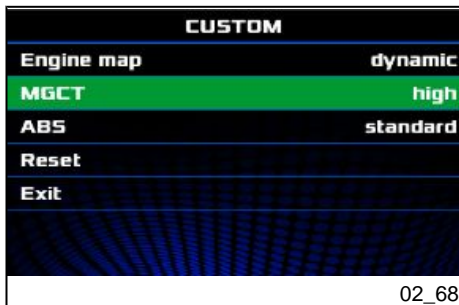 CUSTOM
Engine map dynamic
MGCT high
ABS standard
Reset
Exit
02_68